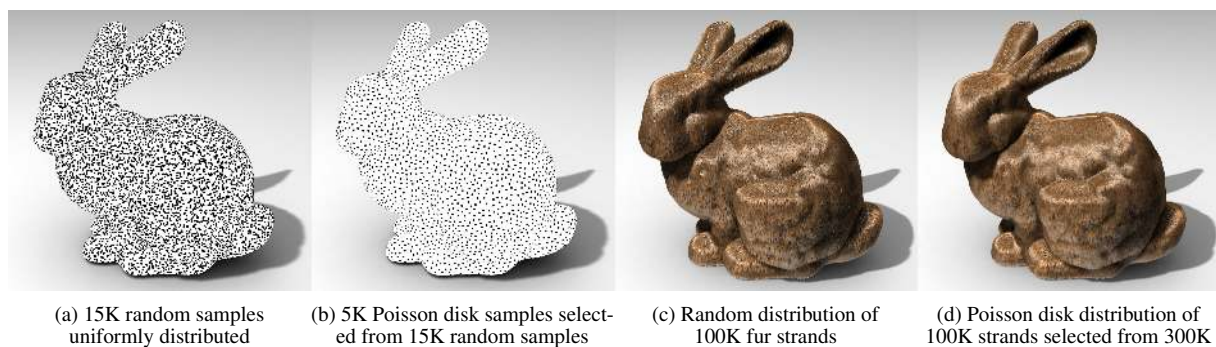 (a) 15K random samples
uniformly distributed
(b) 5K Poisson disk samples select-
ed from 15K random samples
(c) Random distribution of
100K fur strands
(d) Poisson disk distribution of
100K strands selected from 300K